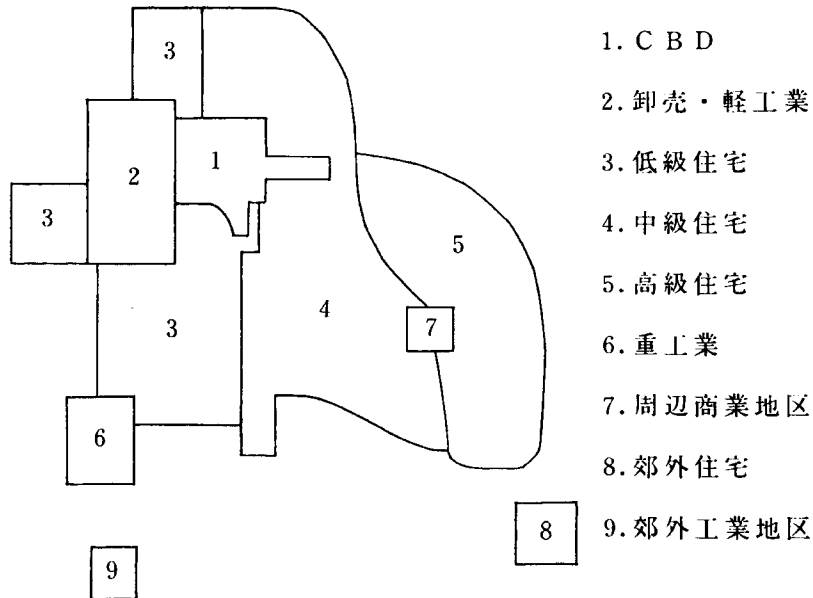 3
1. CBD
2. 卸売・軽工業
1
3. 低級住宅
2
3
4. 中級住宅
5
5. 高級住宅
4
3
7
6. 重工業
7. 周辺商業地区
6
8. 郊外住宅
8
9. 郊外工業地区
9